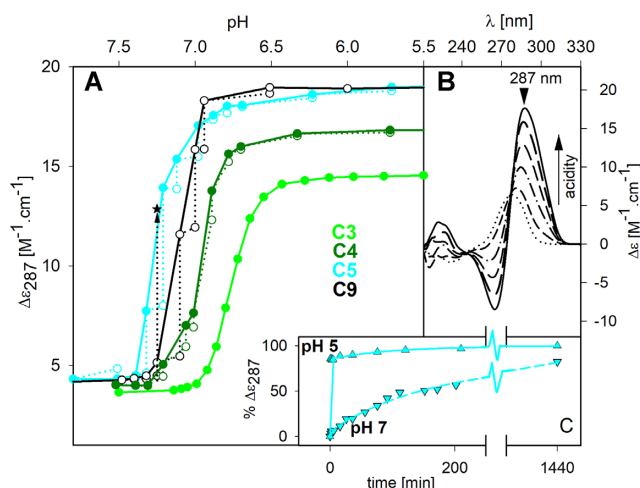 pH
λ [nm]
7.5 7.0 6.5 6.0 5.5
210 240 270 300 330
A
B
287 nm
20
15
10
5
Δε287 [M-1.cm-1]
C3
C4
C5
C9
acidity
20
15
10
5
0
-5
-10
Δε [M-1.cm-1]
pH 5
pH 7
C
100
50
0
% Δε287
0 200 1440
time [min]